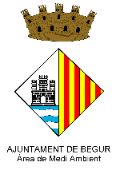 AJUNTAMENT DE BEGUR
Àrea de Medi Ambient